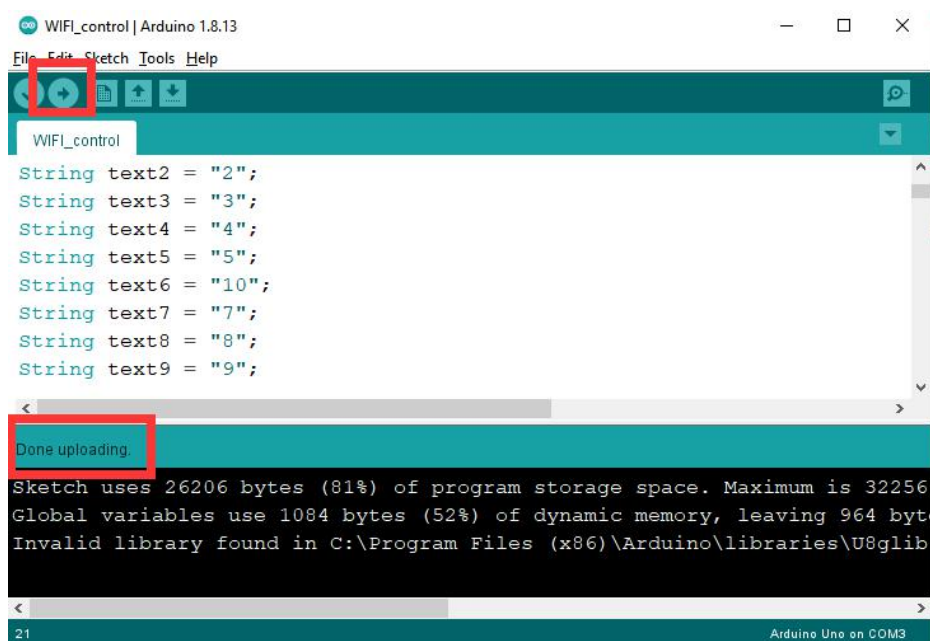 WIFI_control | Arduino 1.8.13
File Edit Sketch Tools Help
WIFI_control
String text2 = "2";
String text3 = "3";
String text4 = "4";
String text5 = "5";
String text6 = "10";
String text7 = "7";
String text8 = "8";
String text9 = "9";
Done uploading.
Sketch uses 26206 bytes (81%) of program storage space. Maximum is 32256
Global variables use 1084 bytes (52%) of dynamic memory, leaving 964 byt
Invalid library found in C:\Program Files (x86)\Arduino\libraries\U8glib
21
Arduino Uno on COM3